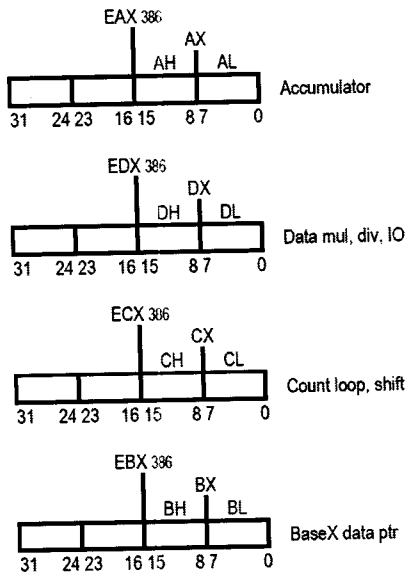 EAX 386
AX
AH AL
Accumulator
31 24 23 16 15 8 7 0
EDX 386
DX
DH DL
Data mul, div, IO
31 24 23 16 15 8 7 0
ECX 386
CX
CH CL
Count loop, shift
31 24 23 16 15 8 7 0
EBX 386
BX
BH BL
BaseX data ptr
31 24 23 16 15 8 7 0